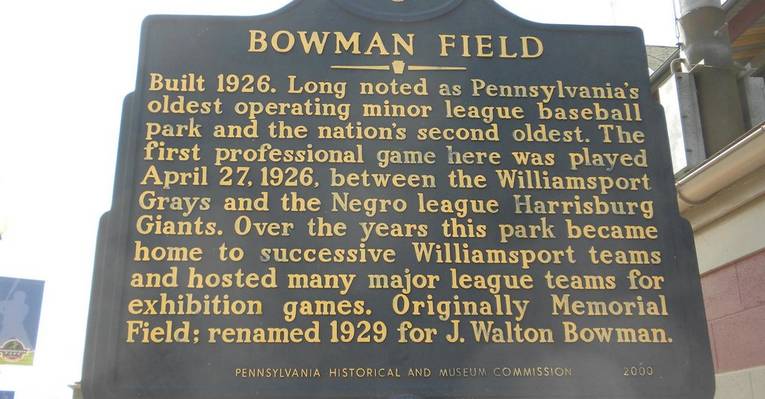 BOWMAN FIELD
Built 1926. Long noted as Pennsylvania's
oldest operating minor league baseball
park and the nation's second oldest. The
first professional game here was played
April 27, 1926, between the Williamsport
Grays and the Negro league Harrisburg
Giants. Over the years this park became
home to successive Williamsport teams
and hosted many major league teams for
exhibition games. Originally Memorial
Field; renamed 1929 for J. Walton Bowman.
PENNSYLVANIA HISTORICAL AND MUSEUM COMMISSION 2000